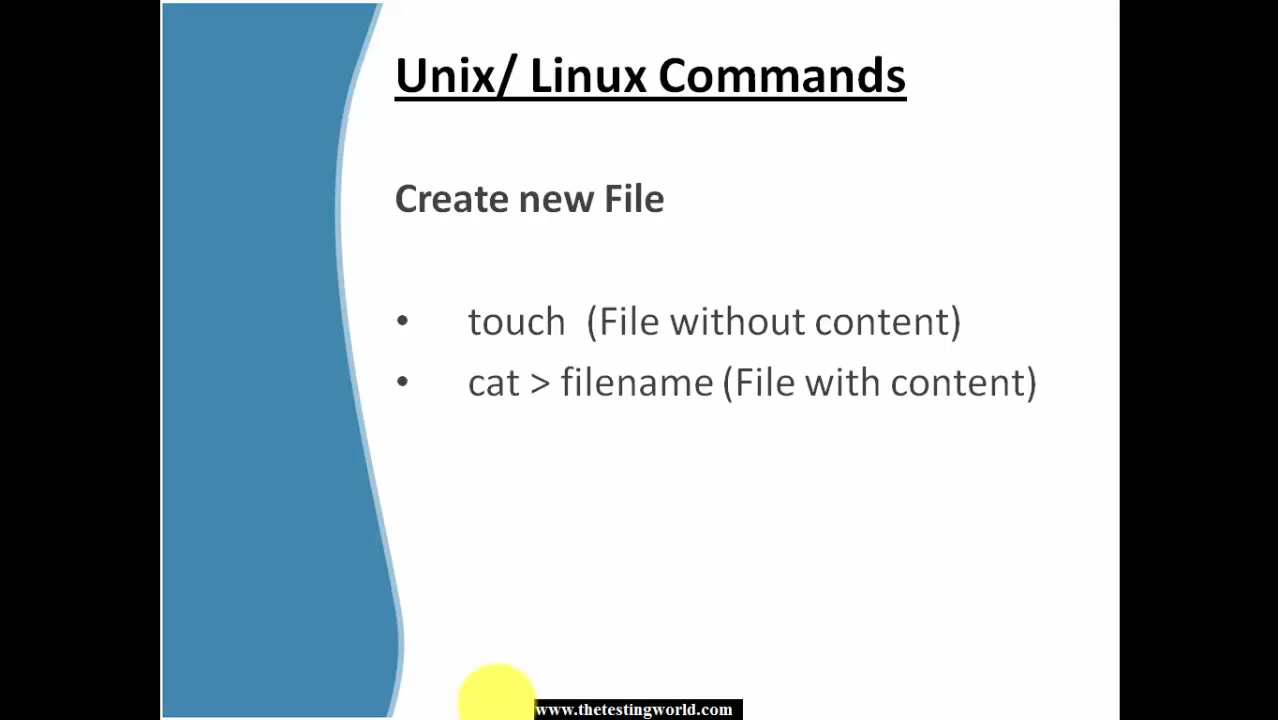 Unix/ Linux Commands
Create new File
• touch (File without content)
• cat > filename (File with content)
www.thetestingworld.com